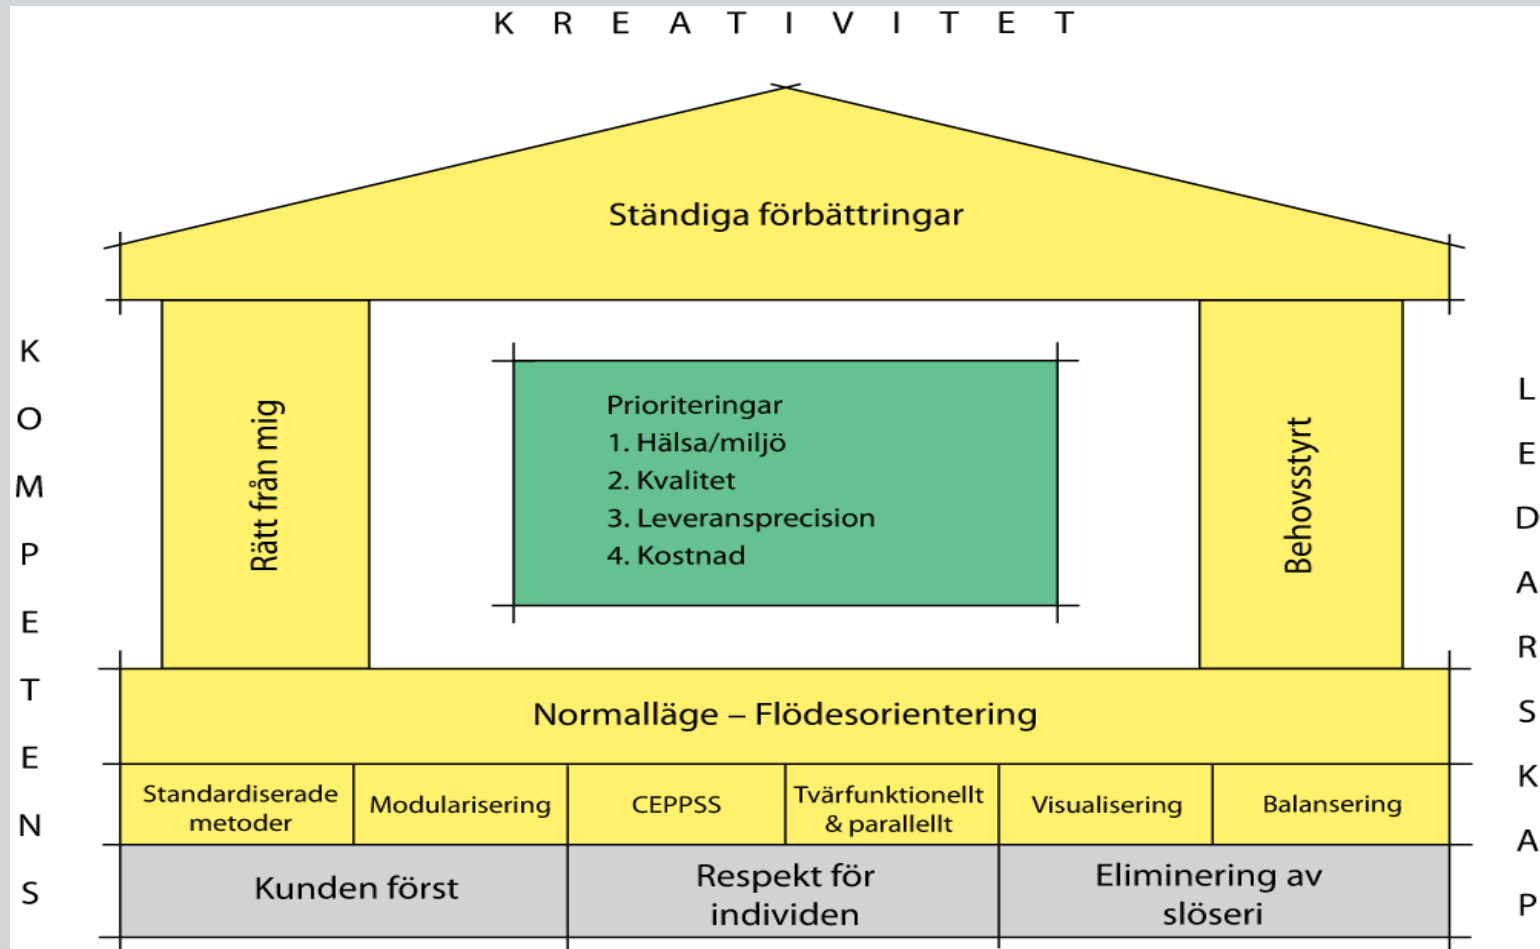 KREATIVITET
Ständiga förbättringar
KOMPETENS
Rätt från mig
Prioriteringar
1. Hälsa/miljö
2. Kvalitet
3. Leveransprecision
4. Kostnad
Behovsstyrt
LEDARSKAP
Normalläge – Flödesorientering
Standardiserade
metoder
Modularisering
CEPPSS
Tvärfunktionellt
& parallellt
Visualisering
Balansering
Kunden först
Respekt för
individen
Eliminering av
slöseri